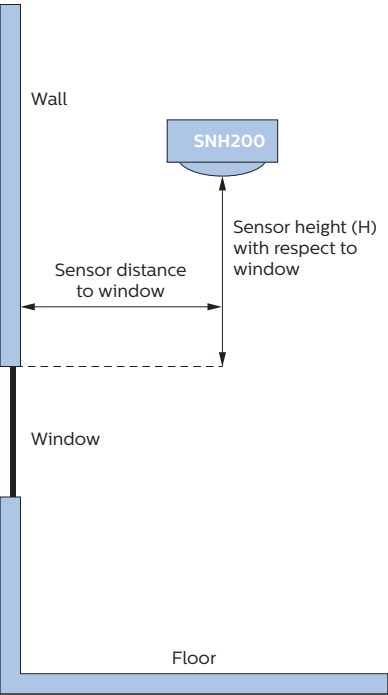 Wall
SNH200
Sensor height (H)
with respect to
window
Sensor distance
to window
Window
Floor